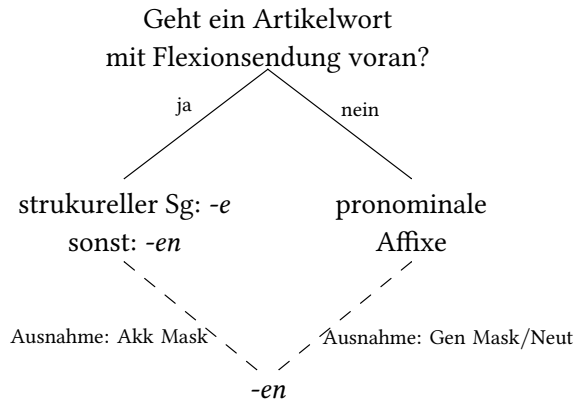 Geht ein Artikelwort
mit Flexionsendung voran?
ja
nein
strukureller Sg: -e
sonst: -en
pronominale
Affixe
Ausnahme: Akk Mask
Ausnahme: Gen Mask/Neut
-en